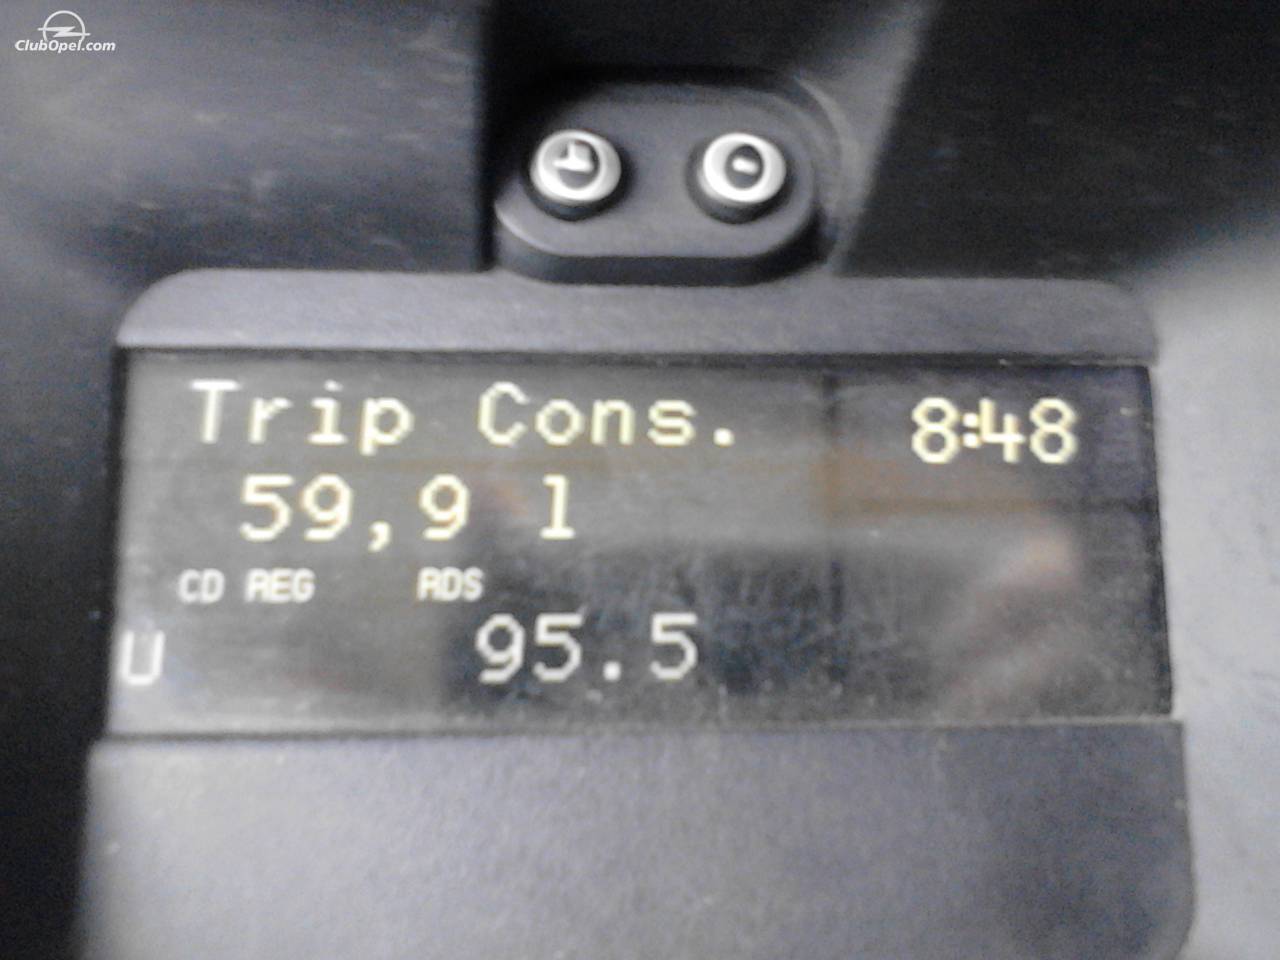 ClubOpel.com
Trip Cons. 8:48
59,9 l
CD REG RDS
U 95.5